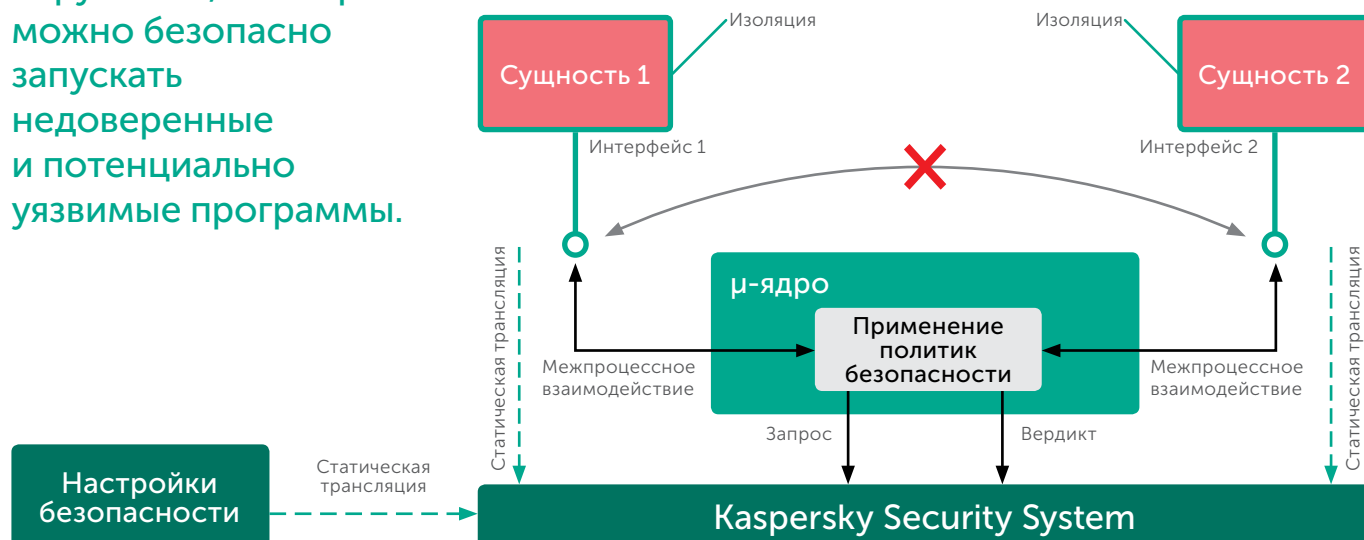 можно безопасно
запускать
недоверенные
и потенциально
уязвимые программы.
Изоляция
Изоляция
Сущность 1
Сущность 2
Интерфейс 1
Интерфейс 2
Статическая трансляция
Статическая трансляция
µ-ядро
Применение
политик
безопасности
Межпроцессное
взаимодействие
Межпроцессное
взаимодействие
Запрос
Вердикт
Настройки
безопасности
Статическая
трансляция
Kaspersky Security System